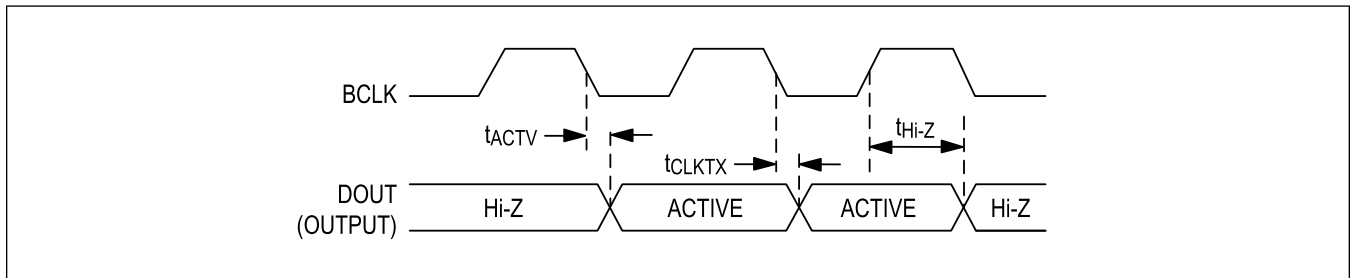 BCLK
tACTV
tHi-Z
tCLKTX
DOUT
(OUTPUT)
Hi-Z
ACTIVE
ACTIVE
Hi-Z